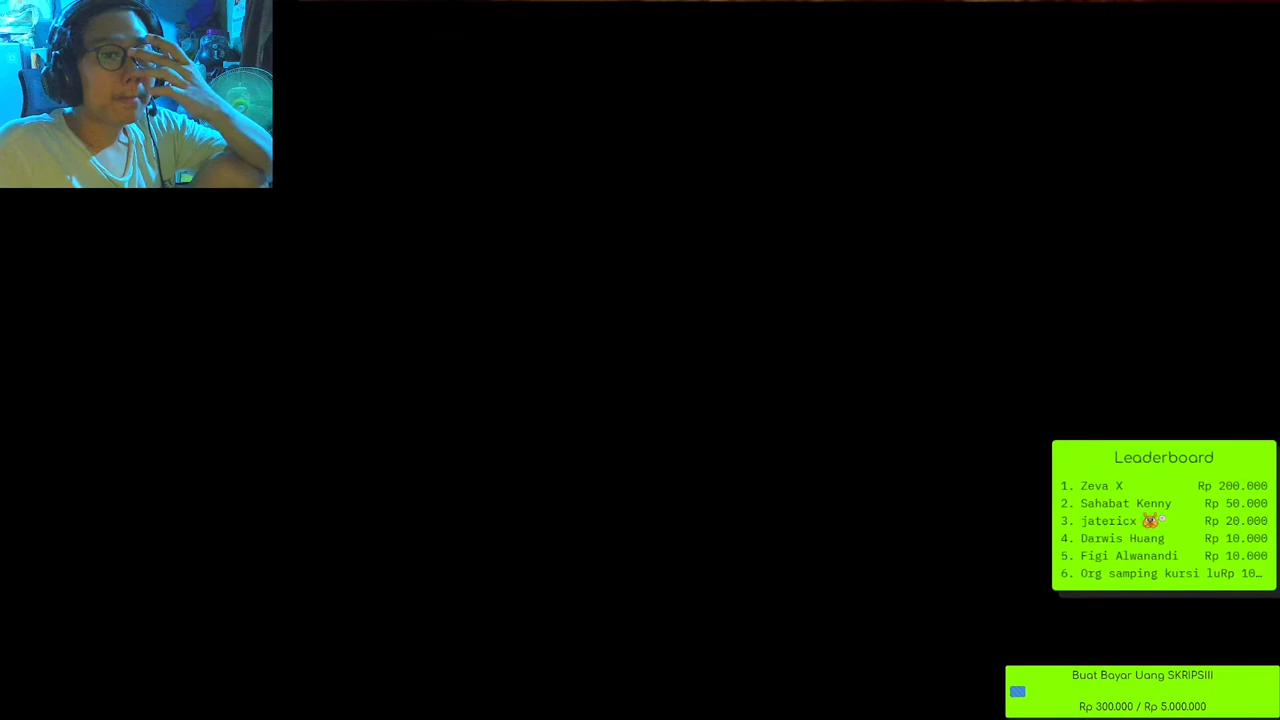 Leaderboard
1. Zeva X Rp 200.000
2. Sahabat Kenny Rp 50.000
3. jatericx Rp 20.000
4. Darwis Huang Rp 10.000
5. Figi Alwanandi Rp 10.000
6. Org samping kursi luRp 10…
Buat Bayar Uang SKRIPSIII
Rp 300.000 / Rp 5.000.000